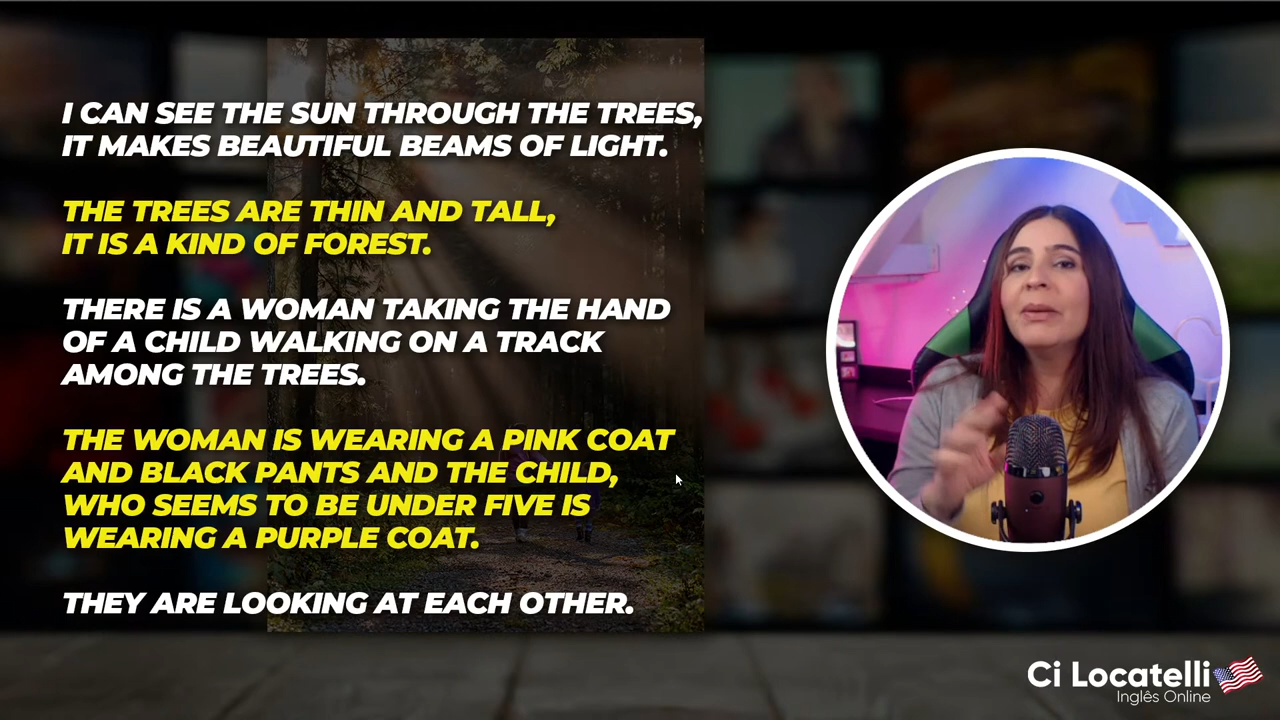 I CAN SEE THE SUN THROUGH THE TREES,
IT MAKES BEAUTIFUL BEAMS OF LIGHT.
THE TREES ARE THIN AND TALL,
IT IS A KIND OF FOREST.
THERE IS A WOMAN TAKING THE HAND
OF A CHILD WALKING ON A TRACK
AMONG THE TREES.
THE WOMAN IS WEARING A PINK COAT
AND BLACK PANTS AND THE CHILD,
WHO SEEMS TO BE UNDER FIVE IS
WEARING A PURPLE COAT.
THEY ARE LOOKING AT EACH OTHER.
Ci Locatelli
Inglês Online